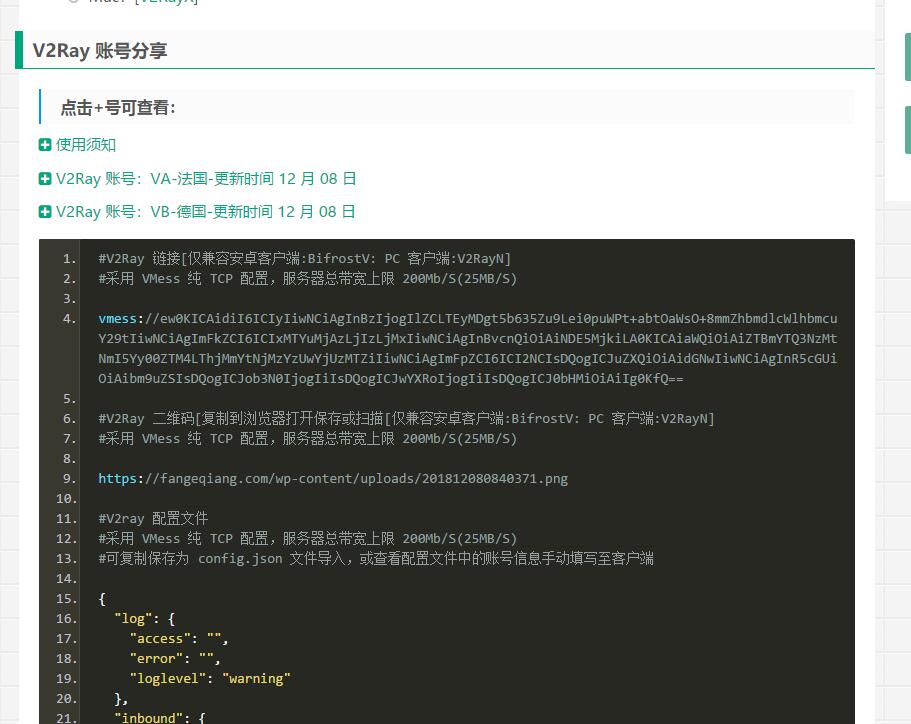 V2Ray 账号分享
点击+号可查看:
使用须知
V2Ray 账号：VA-法国-更新时间 12 月 08 日
V2Ray 账号：VB-德国-更新时间 12 月 08 日
1. #V2Ray 链接[仅兼容安卓客户端:BifrostV: PC 客户端:V2RayN]
2. #采用 VMess 纯 TCP 配置，服务器总带宽上限 200Mb/S(25MB/S)
3.
4. vmess://ew0KICAidiI6ICIyIiwNCiAgInBzIjogIlZCLTEyMDgt5b635Zu9Lei0puWPt+abtOaWsO+8mmZhbmdlcWlhbmcu
Y29tIiwNCiAgImFkZCI6ICIxMTYuMjAzLjIzLjMxIiwNCiAgInBvcnQiOiAiNDE5MjkiLA0KICAiaWQiOiAiZTBmYTQ3NzMt
NmI5Yy00ZTM4LThjMmYtNjMzYzUwYjUzMTZiIiwNCiAgImFpZCI6ICI2NCIsDQogICJuZXQiOiAidGNwIiwNCiAgInR5cGUi
OiAibm9uZSIsDQogICJob3N0IjogIiIsDQogICJwYXRoIjogIiIsDQogICJ0bHMiOiAiIg0KfQ==
5.
6. #V2Ray 二维码[复制到浏览器打开保存或扫描[仅兼容安卓客户端:BifrostV: PC 客户端:V2RayN]
7. #采用 VMess 纯 TCP 配置，服务器总带宽上限 200Mb/S(25MB/S)
8.
9. https://fangeqiang.com/wp-content/uploads/201812080840371.png
10.
11. #V2ray 配置文件
12. #采用 VMess 纯 TCP 配置，服务器总带宽上限 200Mb/S(25MB/S)
13. #可复制保存为 config.json 文件导入，或查看配置文件中的账号信息手动填写至客户端
14.
15. {
16. "log": {
17. "access": "",
18. "error": "",
19. "loglevel": "warning"
20. },
21. "inbound": {